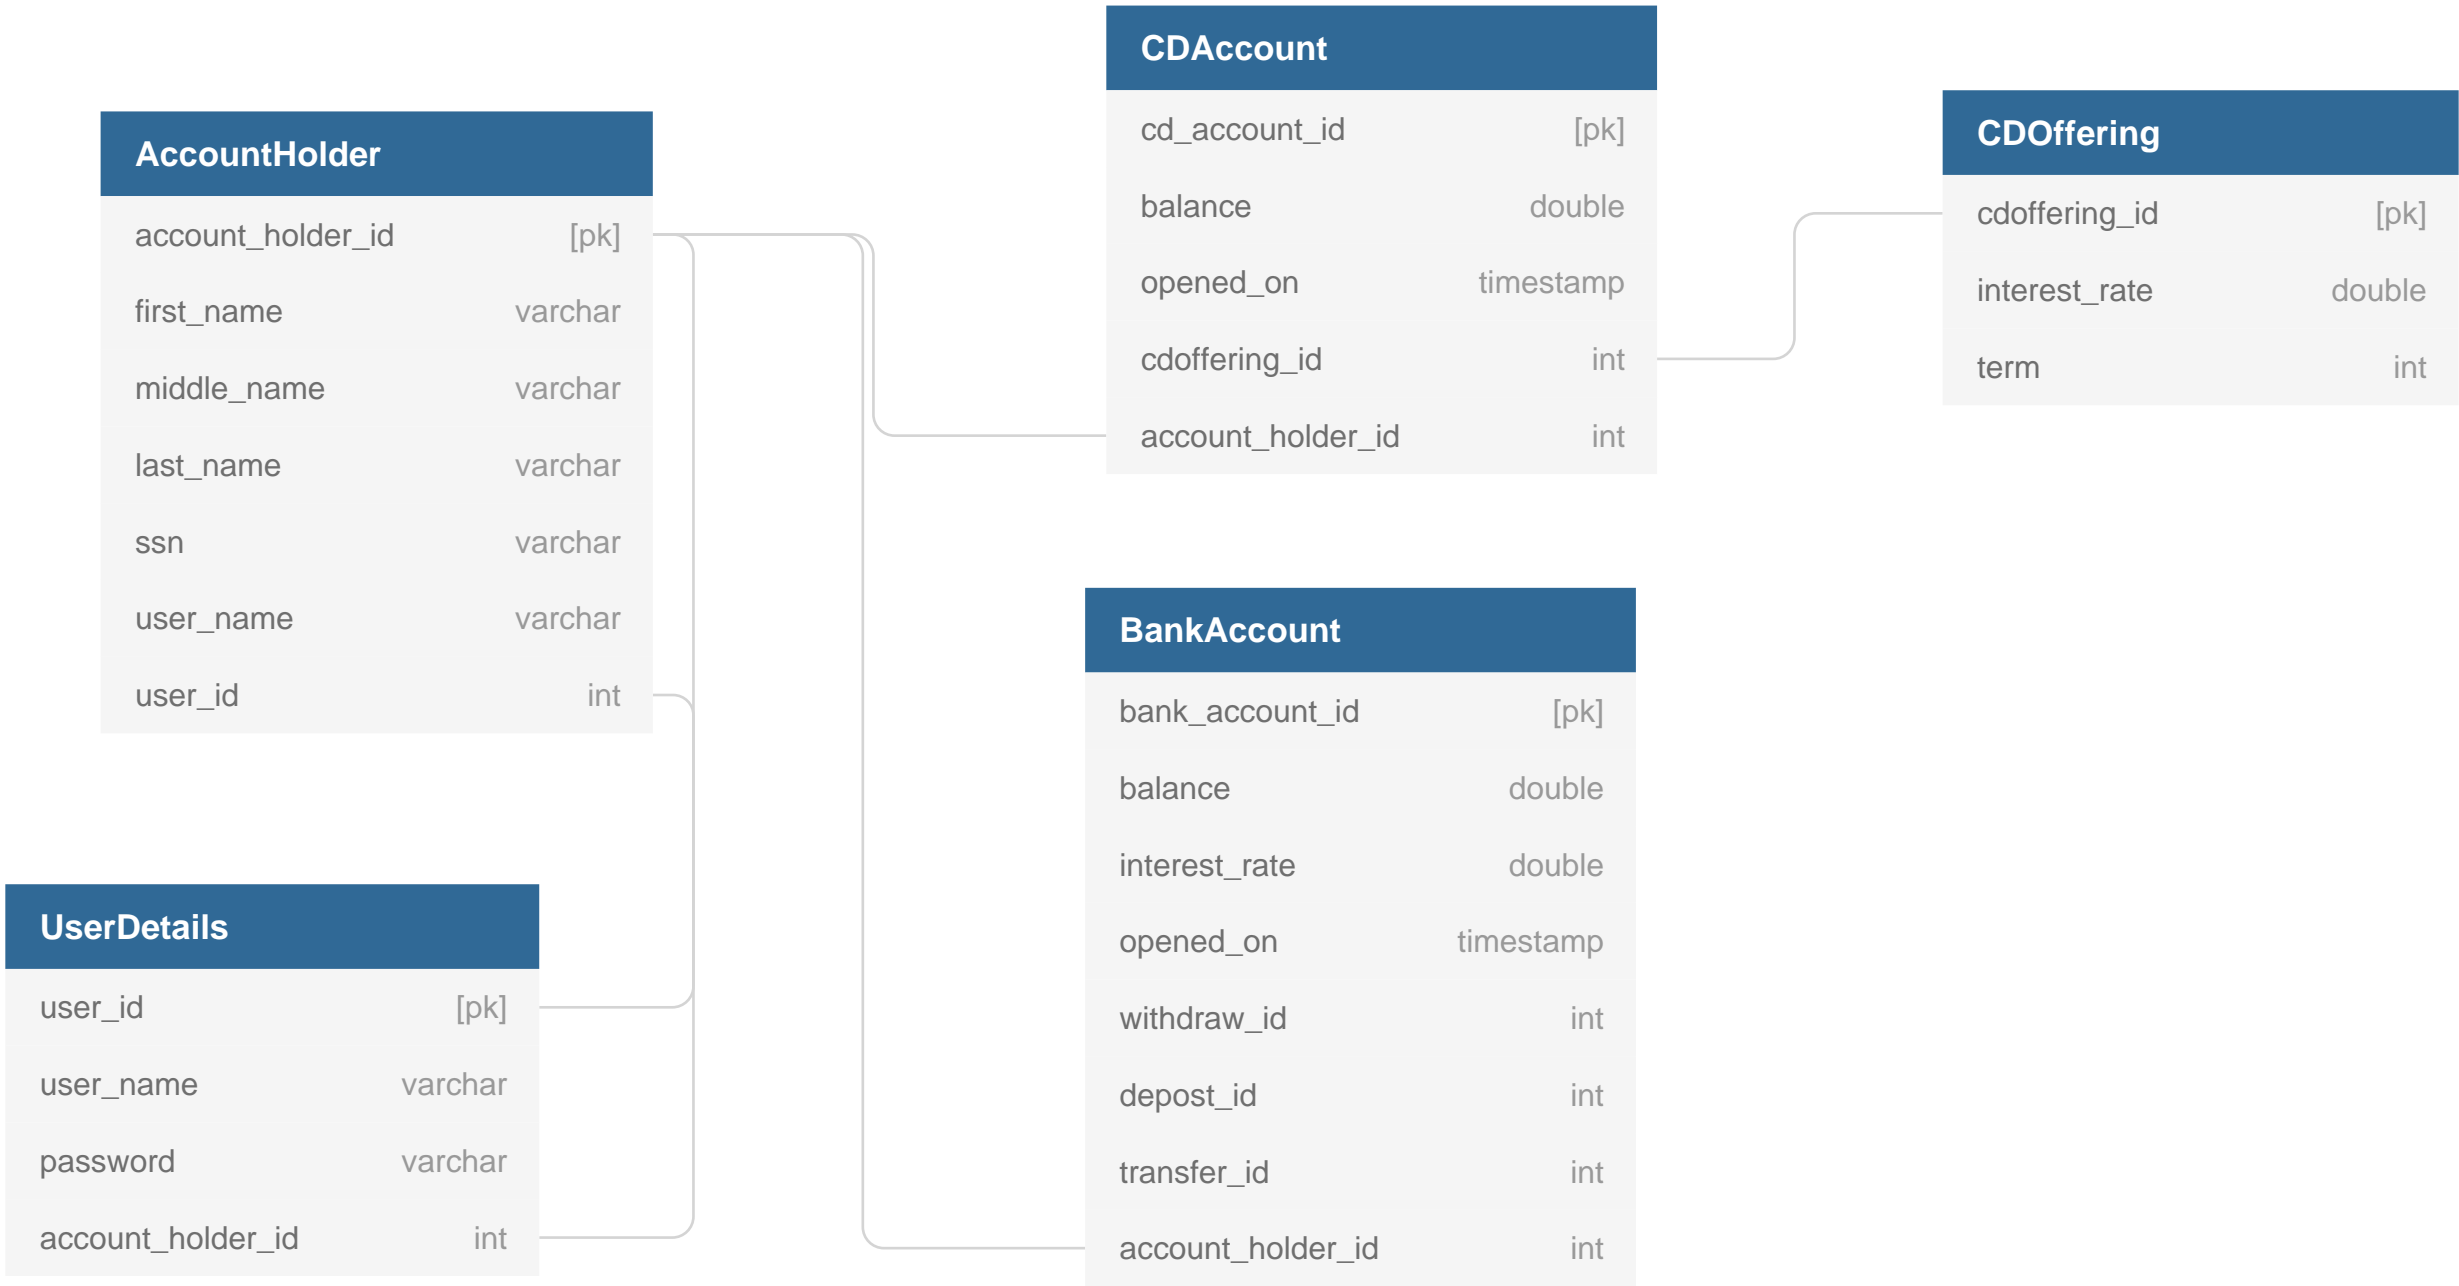 AccountHolder
account_holder_id [pk]
first_name varchar
middle_name varchar
last_name varchar
ssn varchar
user_name varchar
user_id int
UserDetails
user_id [pk]
user_name varchar
password varchar
account_holder_id int
CDAccount
cd_account_id [pk]
balance double
opened_on timestamp
cdoffering_id int
account_holder_id int
BankAccount
bank_account_id [pk]
balance double
interest_rate double
opened_on timestamp
withdraw_id int
depost_id int
transfer_id int
account_holder_id int
CDOffering
cdoffering_id [pk]
interest_rate double
term int